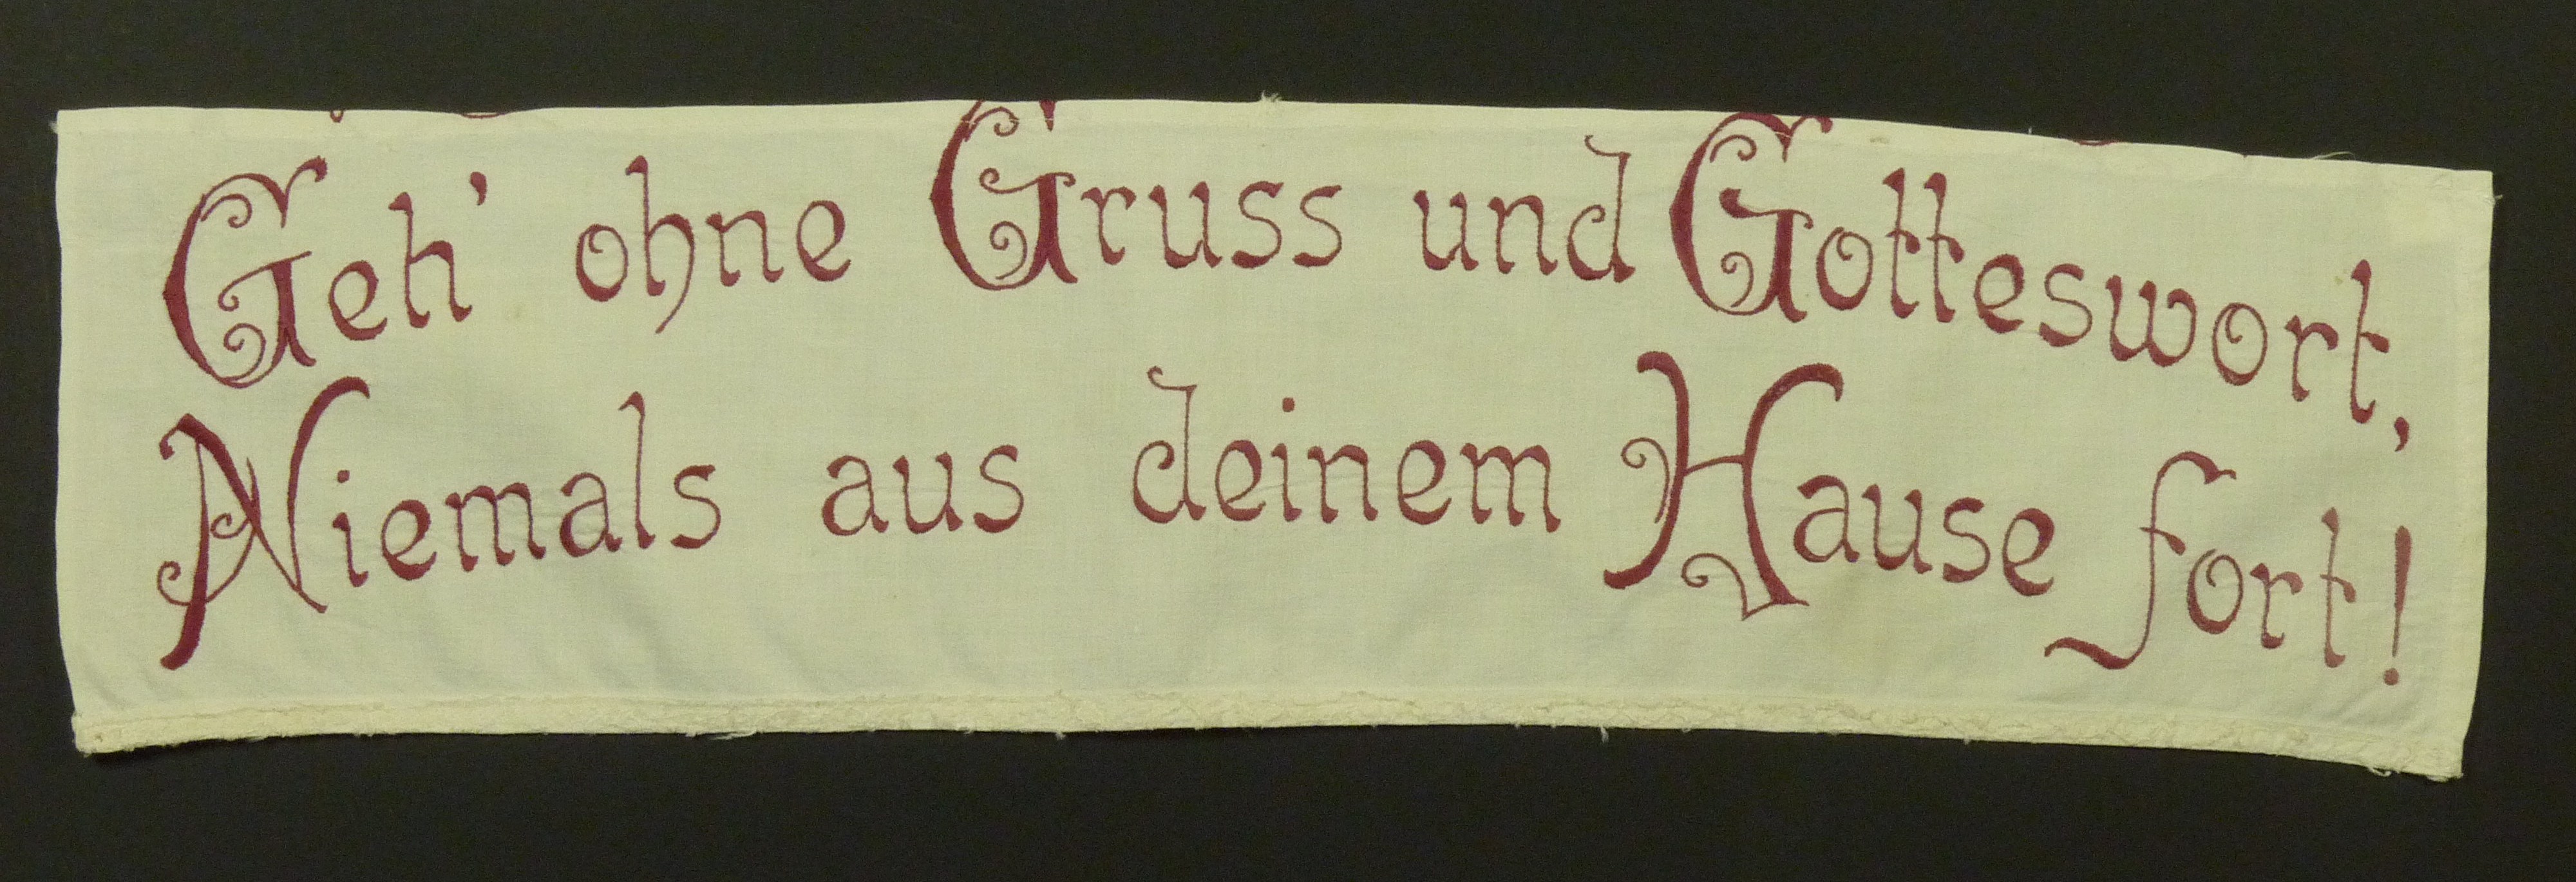 Geh' ohne Gruss und Gotteswort,
Niemals aus deinem Hause fort!